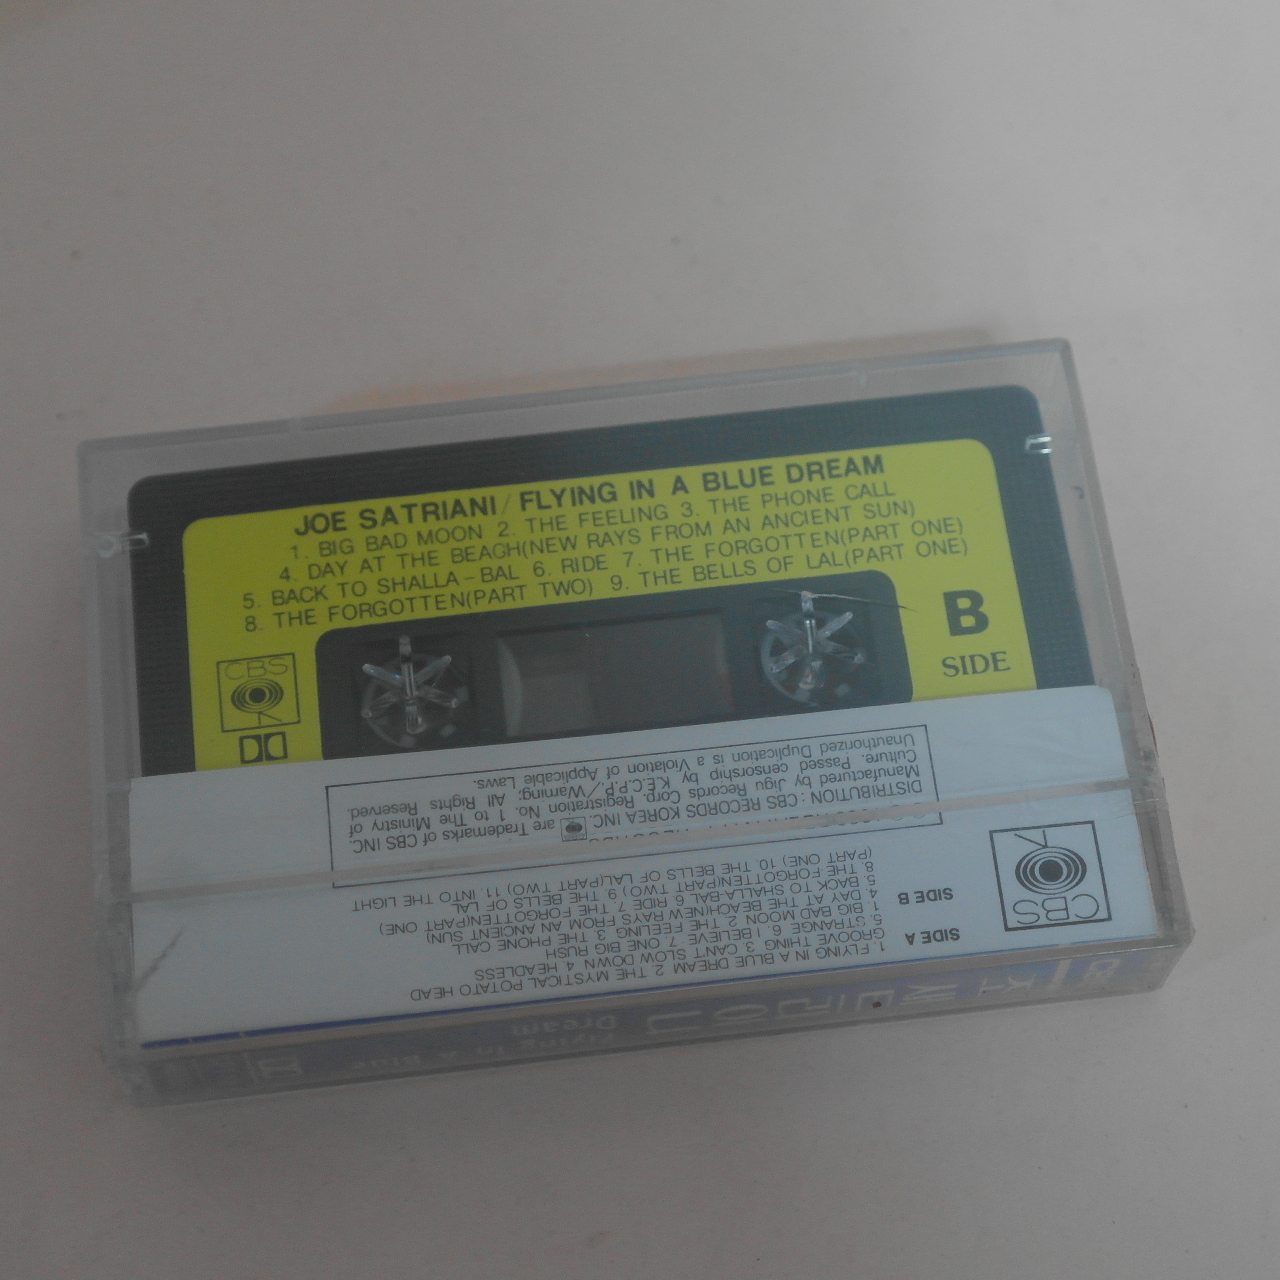 JOE SATRIANI/FLYING IN A BLUE DREAM
1. BIG BAD MOON 2. THE FEELING 3. THE PHONE CALL
4. DAY AT THE BEACH(NEW RAYS FROM AN ANCIENT SUN)
5. BACK TO SHALLA-BAL 6. RIDE 7. THE FORGOTTEN(PART ONE)
8. THE FORGOTTEN(PART TWO) 9. THE BELLS OF LAL(PART ONE)
B
SIDE
CBS
SIDE A
1. FLYING IN A BLUE DREAM 2. THE MYSTICAL POTATO HEAD
GROOVE THING 3. CAN'T SLOW DOWN 4 HEADLESS
5. STRANGE 6. I BELIEVE 7. ONE BIG RUSH
SIDE B
1 BIG BAD MOON 2. THE FEELING 3. THE PHONE CALL
4 DAY AT THE BEACH(NEW RAYS FROM AN ANCIENT SUN)
5. BACK TO SHALLA-BAL 6 RIDE 7. THE FORGOTTEN(PART ONE)
8. THE FORGOTTEN(PART TWO) 9. THE BELLS OF LAL
(PART ONE) 10 THE BELLS OF LAL(PART TWO) 11. INTO THE LIGHT
CBS
are Trademarks of CBS INC.
DISTRIBUTION : CBS RECORDS KOREA INC.
Manufactured by Jigu Records Corp. Registration No. 1 to The Ministry of
Culture. Passed censorship by K.E.C.P.P./Warning: All Rights Reserved.
Unauthorized Duplication is a Violation of Applicable Laws.
Flying In A Blue
Dream